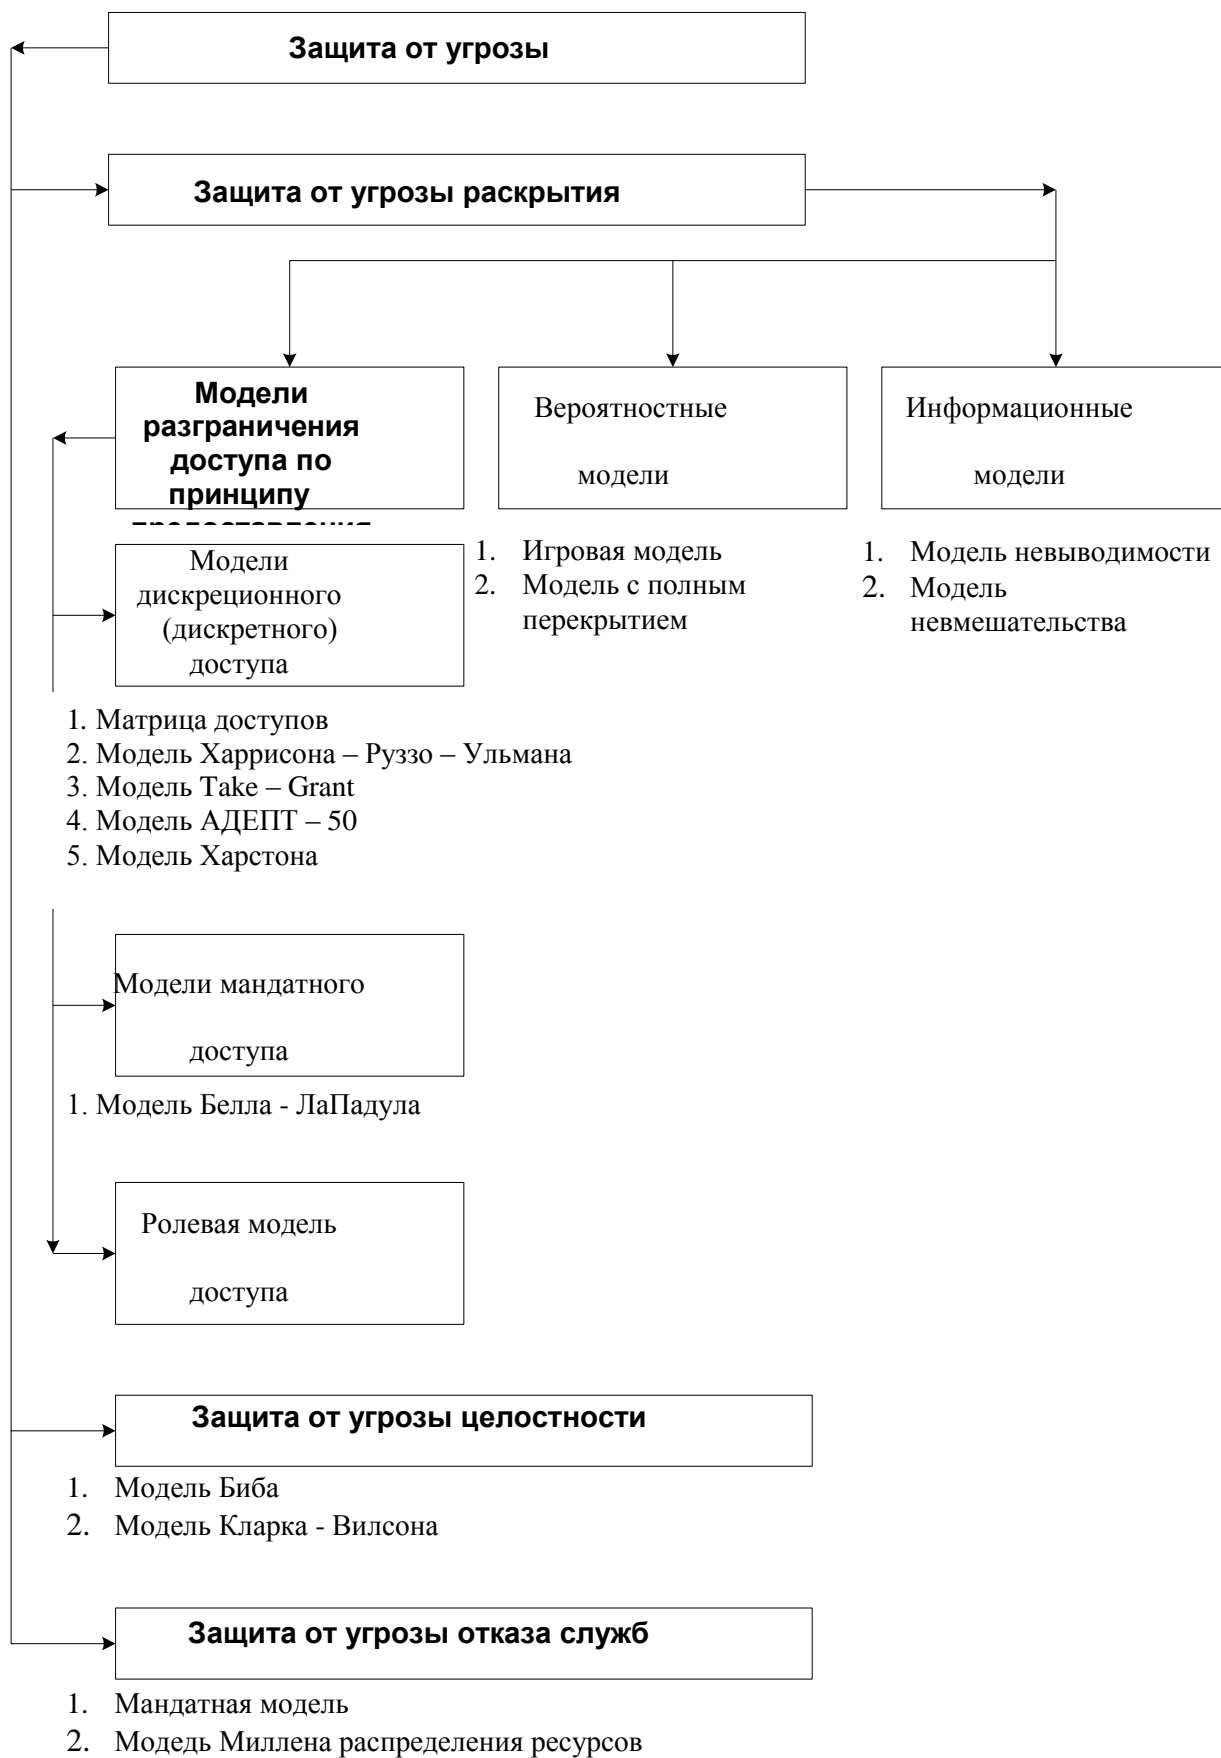 Защита от угрозы
Защита от угрозы раскрытия
Модели
разграничения
доступа по
принципу
предоставления
Вероятностные
модели
Информационные
модели
Модели
дискреционного
(дискретного)
доступа
1. Игровая модель
2. Модель с полным
перекрытием
1. Модель невыводимости
2. Модель
невмешательства
1. Матрица доступов
2. Модель Харрисона – Руззо – Ульмана
3. Модель Take – Grant
4. Модель АДЕПТ – 50
5. Модель Харстона
Модели мандатного
доступа
1. Модель Белла - ЛаПадула
Ролевая модель
доступа
Защита от угрозы целостности
1. Модель Биба
2. Модель Кларка - Вилсона
Защита от угрозы отказа служб
1. Мандатная модель
2. Модедь Миллена распределения ресурсов